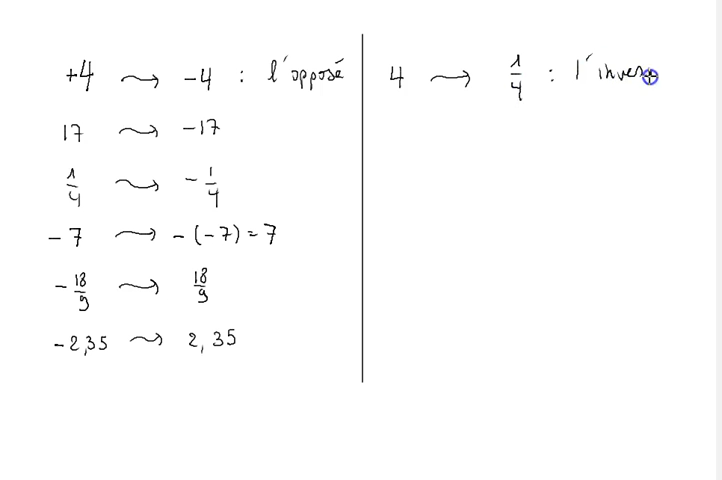 +4 → -4 : l'opposé
17 → -17
1/4 → -1/4
-7 → -(-7) = 7
-18/9 → 18/9
-2,35 → 2,35
4 → 1/4 : l'invers